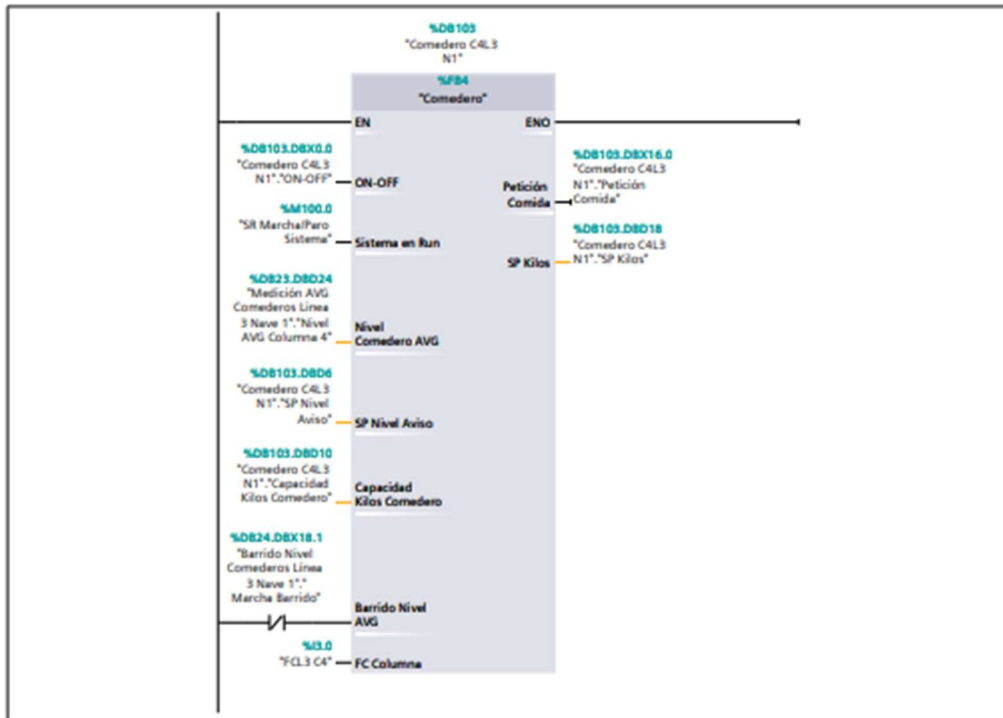 %DB103
"Comedero C4L3
N1"
%FB4
"Comedero"
EN
ENO
%DB103.DBX0.0
"Comedero C4L3
N1"."ON-OFF"
ON-OFF
%DB103.DBX16.0
"Comedero C4L3
N1"."Petición
Comida"
Petición
Comida
%M100.0
"SR Marcha/Paro
Sistema"
Sistema en Run
%DB103.DBD18
"Comedero C4L3
N1"."SP Kilos"
SP Kilos
%DB23.DBD24
"Medición AVG
Comederos Linea
3 Nave 1"."Nivel
AVG Columna 4"
Nivel
Comedero AVG
%DB103.DBD6
"Comedero C4L3
N1"."SP Nivel
Aviso"
SP Nivel Aviso
%DB103.DBD10
"Comedero C4L3
N1"."Capacidad
Kilos Comedero"
Capacidad
Kilos Comedero
%DB24.DBX18.1
"Barrido Nivel
Comederos Línea
3 Nave 1"."
Marcha Barrido"
Barrido Nivel
AVG
%I3.0
"FCL3 C4"
FC Columna